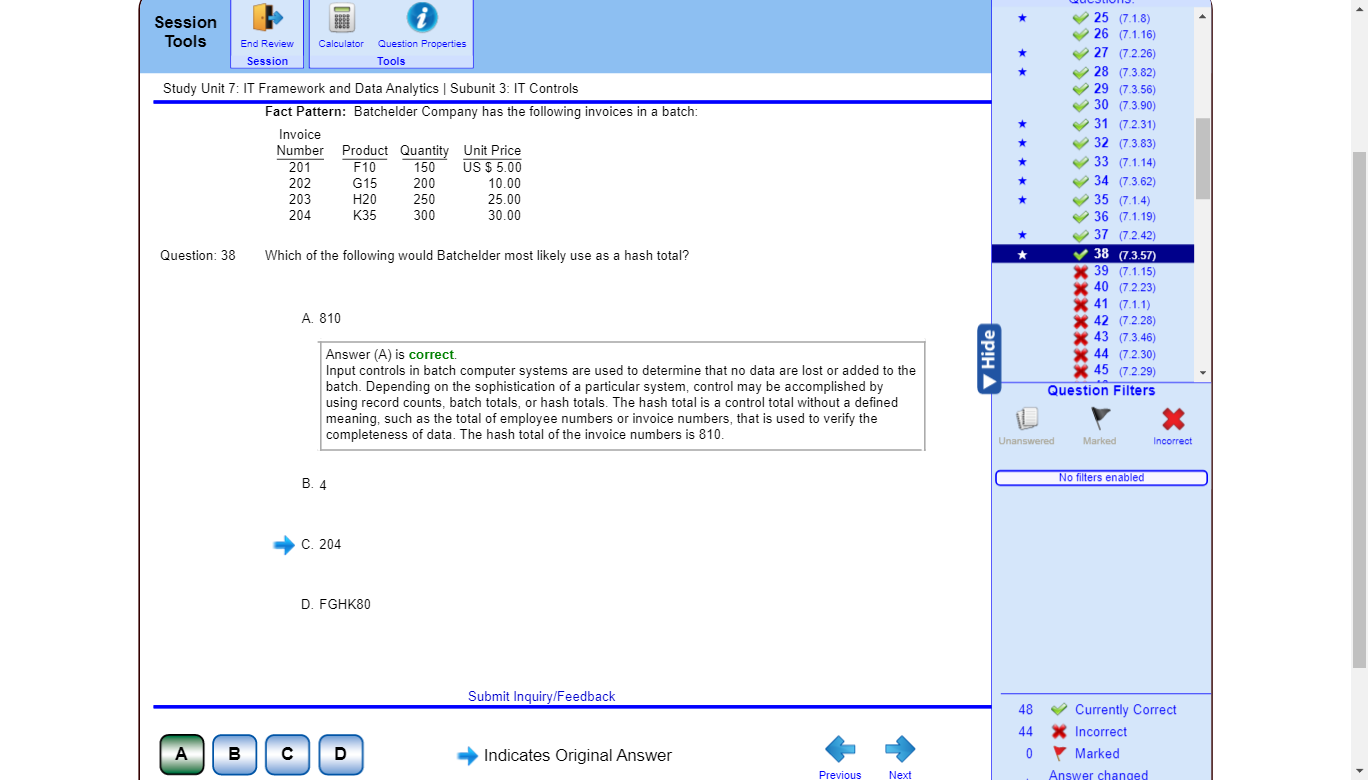 Session
Tools
End Review
Session
Calculator
Question Properties
Tools
Study Unit 7: IT Framework and Data Analytics | Subunit 3: IT Controls
Fact Pattern: Batchelder Company has the following invoices in a batch:
Invoice
Number Product Quantity Unit Price
201 F10 150 US $ 5.00
202 G15 200 10.00
203 H20 250 25.00
204 K35 300 30.00
Question: 38 Which of the following would Batchelder most likely use as a hash total?
A. 810
Answer (A) is correct.
Input controls in batch computer systems are used to determine that no data are lost or added to the
batch. Depending on the sophistication of a particular system, control may be accomplished by
using record counts, batch totals, or hash totals. The hash total is a control total without a defined
meaning, such as the total of employee numbers or invoice numbers, that is used to verify the
completeness of data. The hash total of the invoice numbers is 810.
B. 4
C. 204
D. FGHK80
Submit Inquiry/Feedback
A B C D
Indicates Original Answer
Previous
Next
Questions:
25 (7.1.8)
26 (7.1.16)
27 (7.2.26)
28 (7.3.82)
29 (7.3.56)
30 (7.3.90)
31 (7.2.31)
32 (7.3.83)
33 (7.1.14)
34 (7.3.62)
35 (7.1.4)
36 (7.1.19)
37 (7.2.42)
38 (7.3.57)
39 (7.1.15)
40 (7.2.23)
41 (7.1.1)
42 (7.2.28)
43 (7.3.46)
44 (7.2.30)
45 (7.2.29)
Hide
Question Filters
Unanswered
Marked
Incorrect
No filters enabled
48 Currently Correct
44 Incorrect
0 Marked
Answer changed